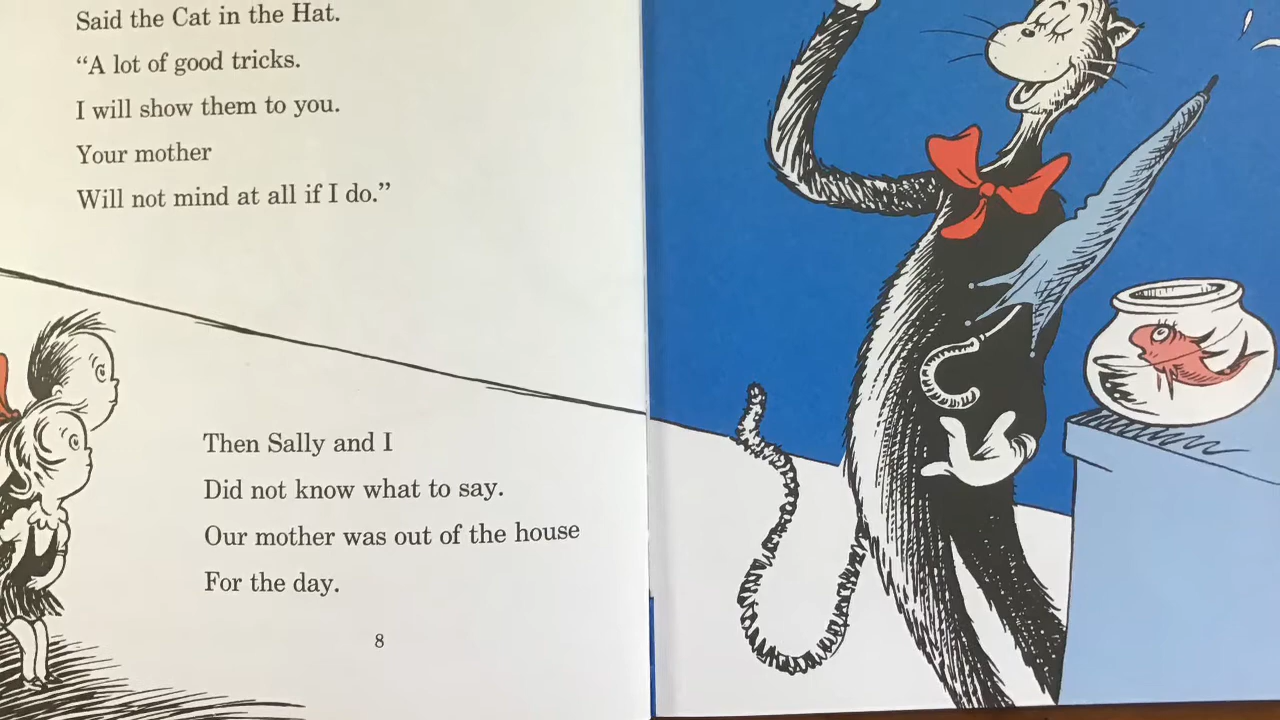 Said the Cat in the Hat.
“A lot of good tricks.
I will show them to you.
Your mother
Will not mind at all if I do.”
Then Sally and I
Did not know what to say.
Our mother was out of the house
For the day.
8